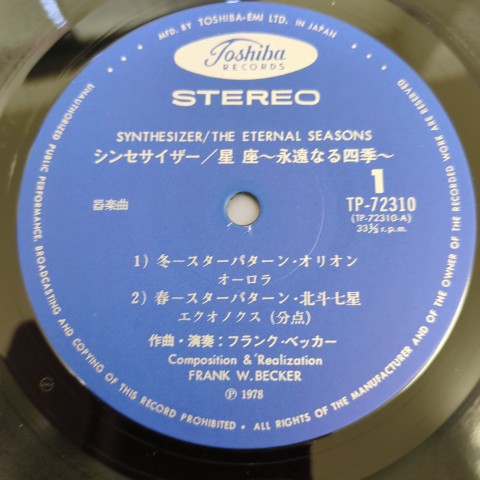 MFD. BY TOSHIBA-EMI LTD. IN JAPAN
Toshiba
RECORDS
STEREO
SYNTHESIZER/THE ETERNAL SEASONS
シンセサイザー/星 座～永遠なる四季～
1
器楽曲
TP-72310
(TP-72310-A)
33⅓ r.p.m.
1) 冬－スターパターン・オリオン
オーロラ
2) 春－スターパターン・北斗七星
エクオノクス (分点)
作曲・演奏：フランク・ベッカー
Composition & Realization
FRANK W. BECKER
Ⓟ 1978
UNAUTHORIZED PUBLIC PERFORMANCE, BROADCASTING AND COPYING OF THIS RECORD PROHIBITED • ALL RIGHTS OF THE MANUFACTURER AND OF THE OWNER OF THE RECORDED WORK ARE RESERVED